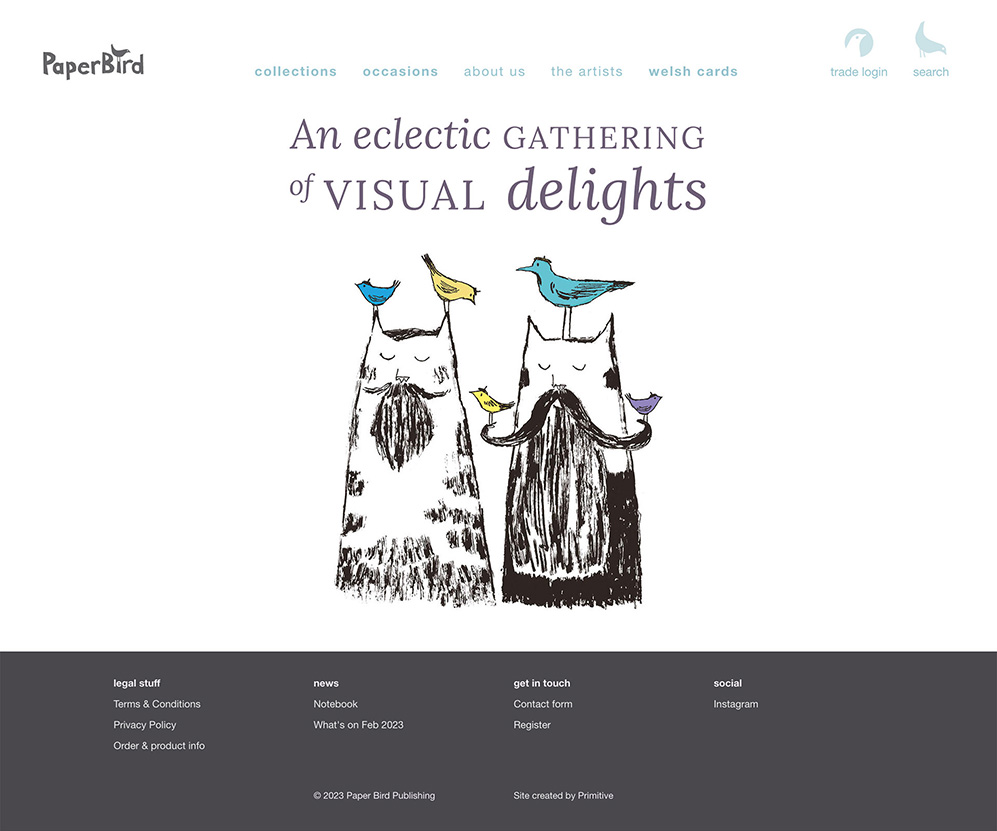 PaperBird
collections occasions about us the artists welsh cards
trade login search
An eclectic GATHERING
of VISUAL delights
legal stuff
Terms & Conditions
Privacy Policy
Order & product info
news
Notebook
What's on Feb 2023
get in touch
Contact form
Register
social
Instagram
© 2023 Paper Bird Publishing
Site created by Primitive